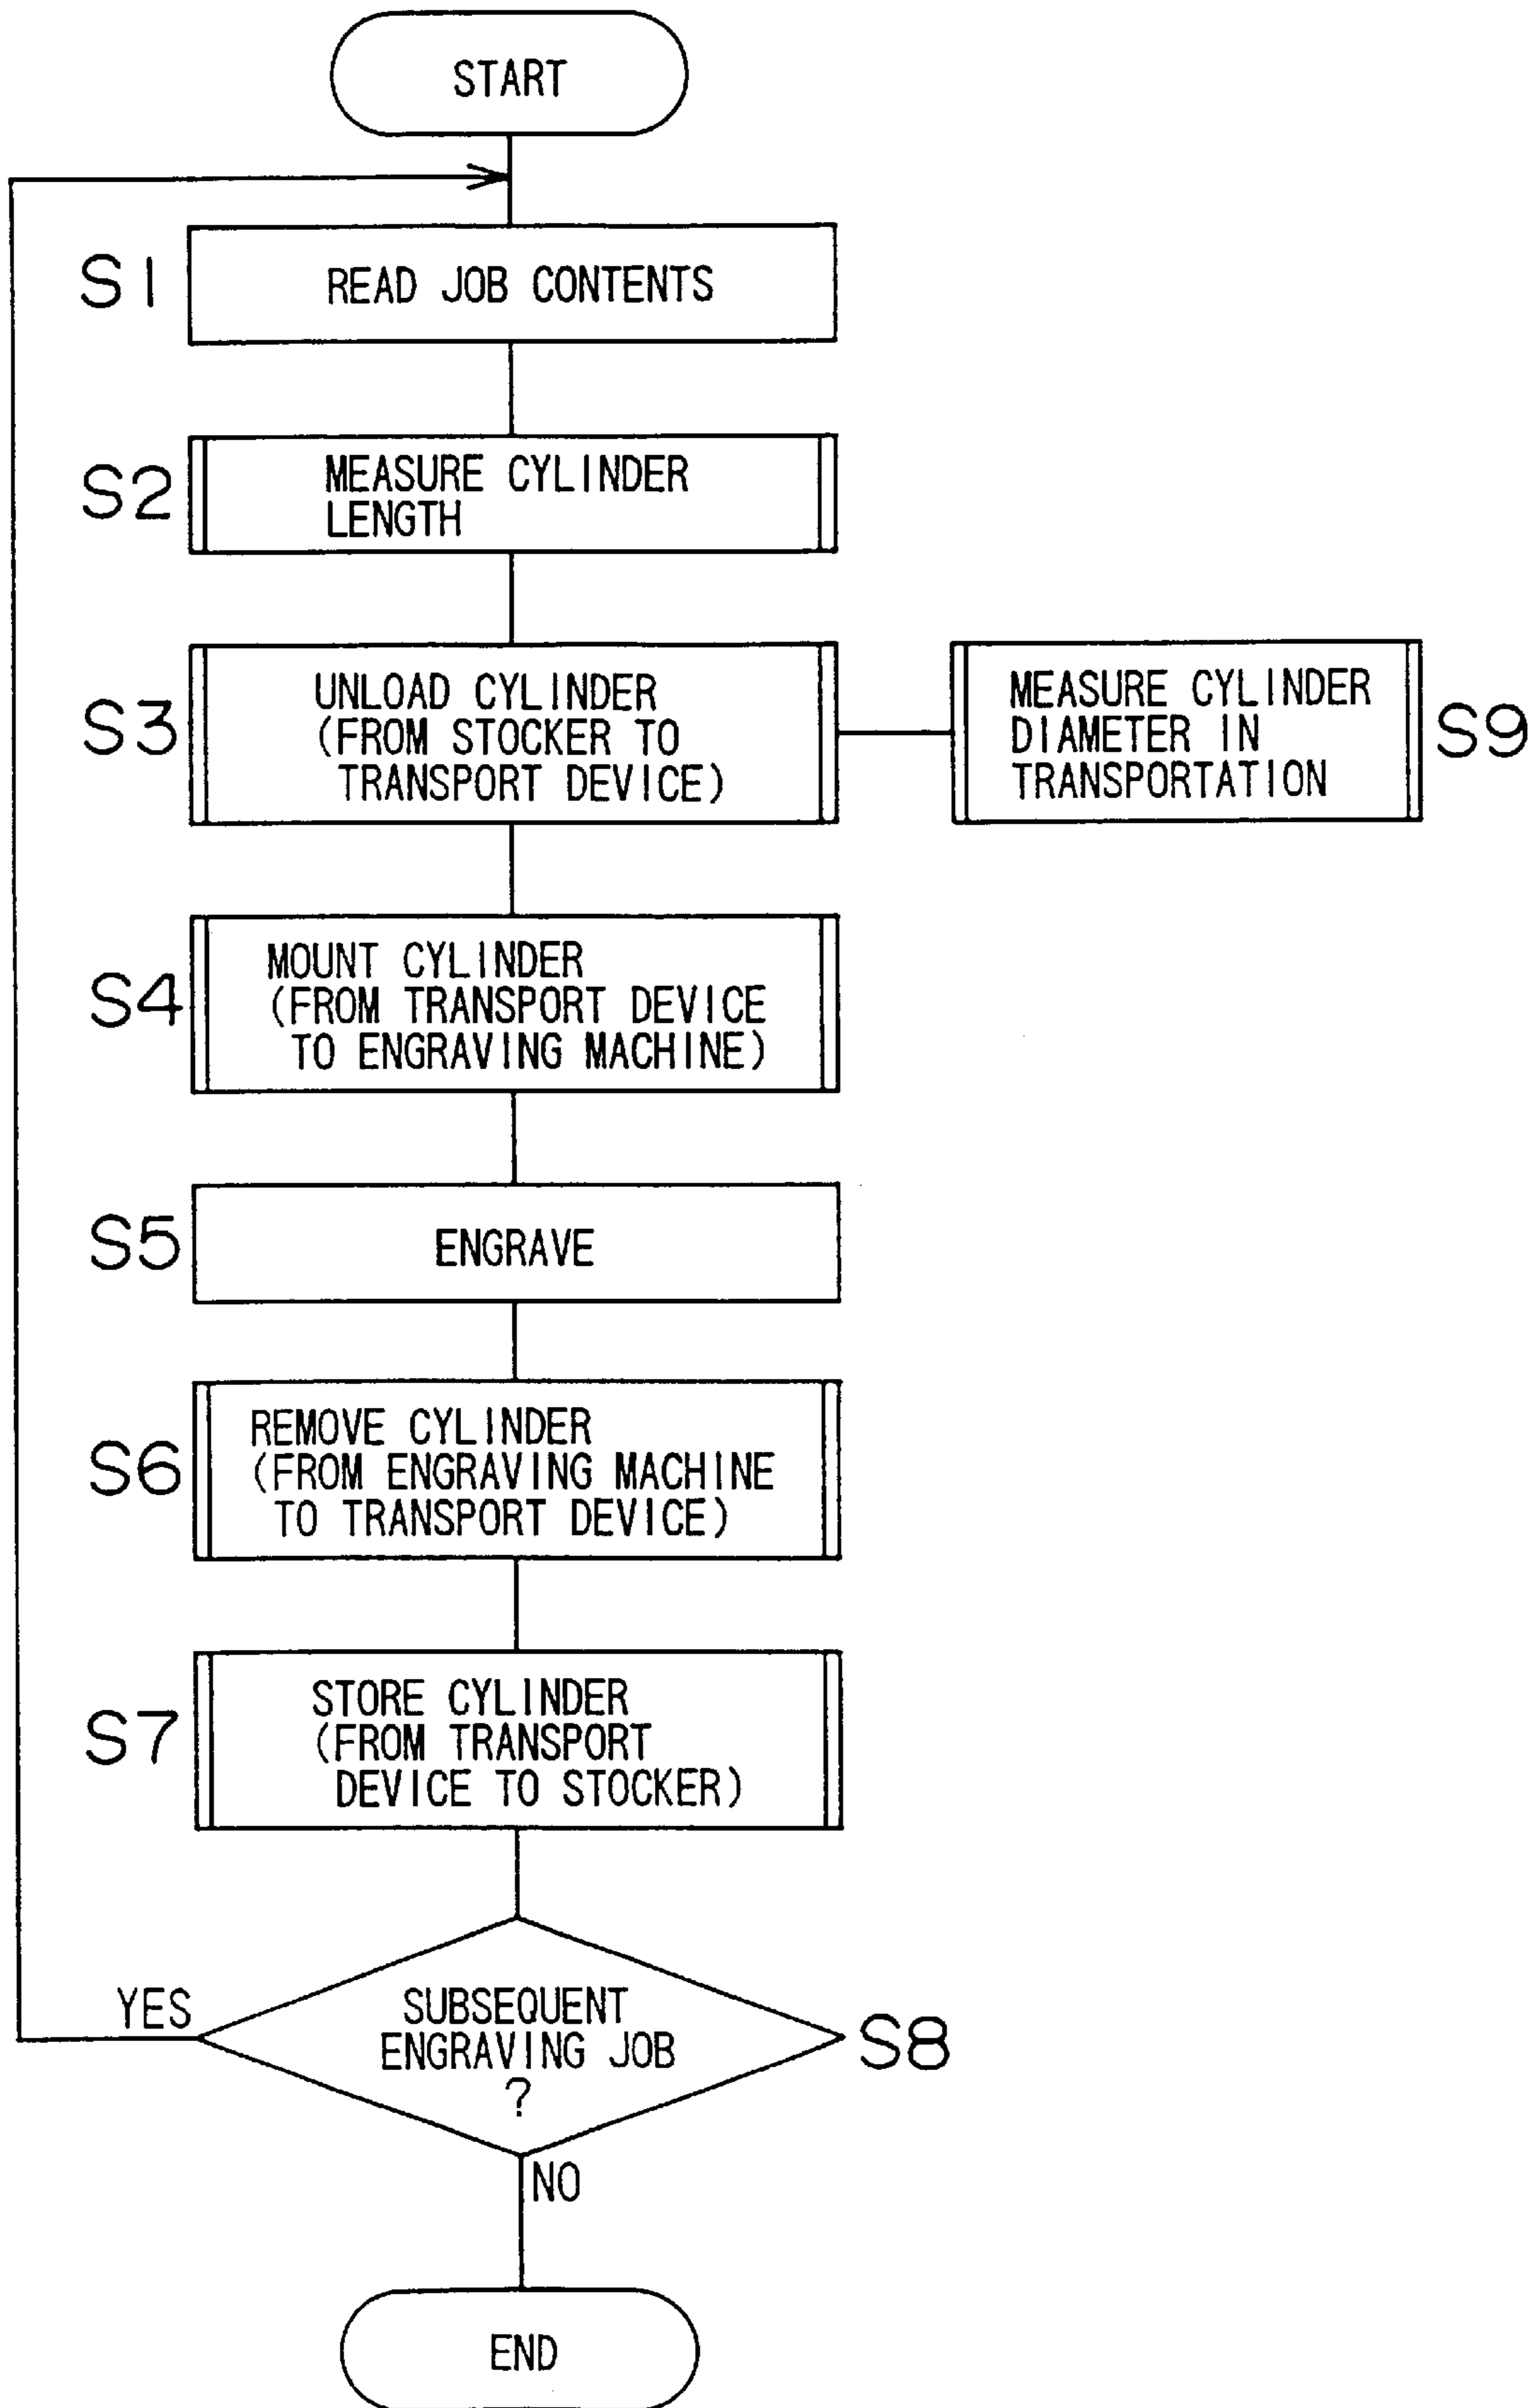 START
S1
READ JOB CONTENTS
S2
MEASURE CYLINDER
LENGTH
S3
UNLOAD CYLINDER
(FROM STOCKER TO
TRANSPORT DEVICE)
MEASURE CYLINDER
DIAMETER IN
TRANSPORTATION
S9
S4
MOUNT CYLINDER
(FROM TRANSPORT DEVICE
TO ENGRAVING MACHINE)
S5
ENGRAVE
S6
REMOVE CYLINDER
(FROM ENGRAVING MACHINE
TO TRANSPORT DEVICE)
S7
STORE CYLINDER
(FROM TRANSPORT
DEVICE TO STOCKER)
YES
SUBSEQUENT
ENGRAVING JOB
?
S8
NO
END